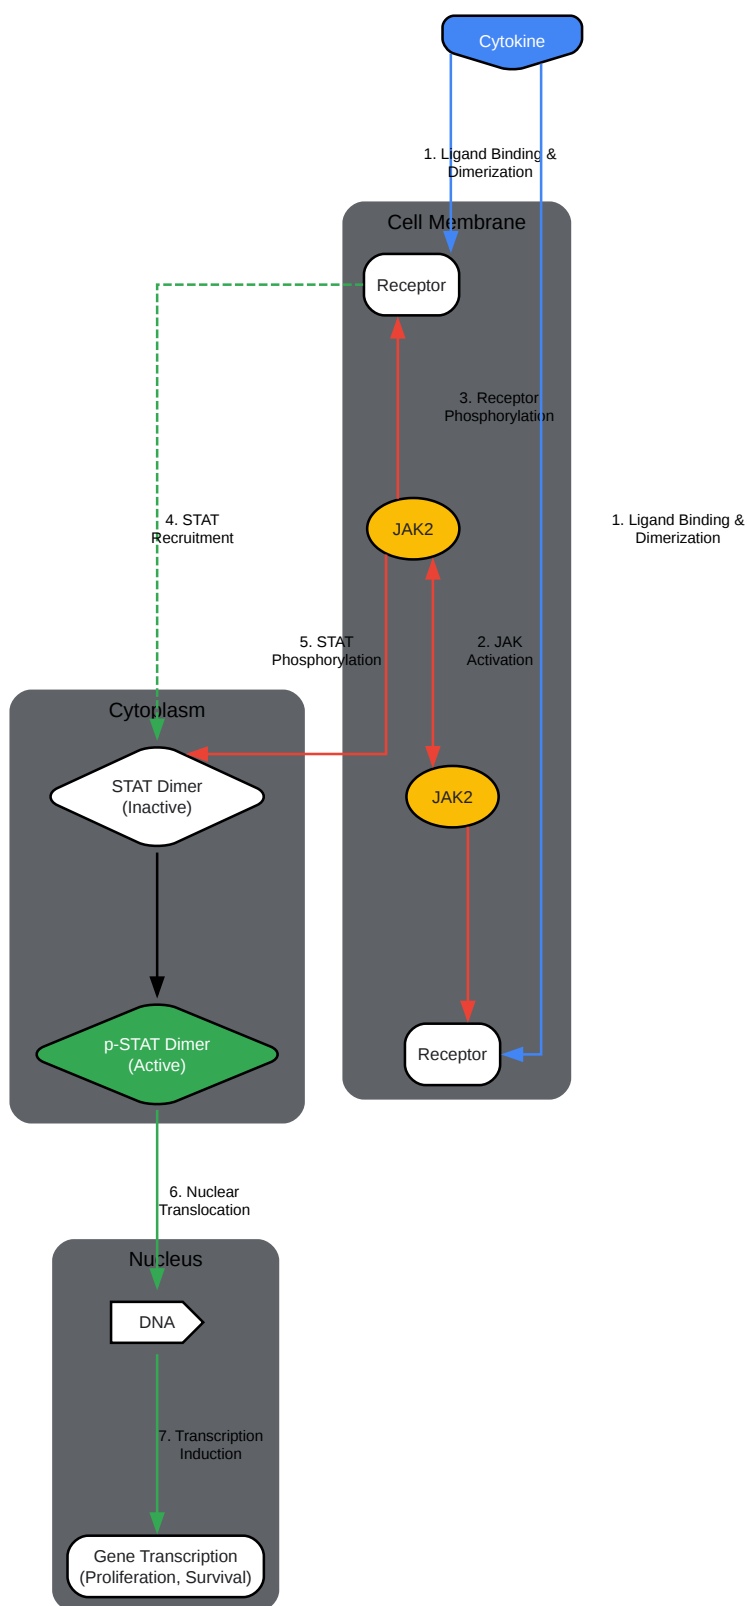 Cytokine
1. Ligand Binding &
Dimerization
Cell Membrane
Receptor
3. Receptor
Phosphorylation
4. STAT
Recruitment
JAK2
1. Ligand Binding &
Dimerization
5. STAT
Phosphorylation
2. JAK
Activation
Cytoplasm
STAT Dimer
(Inactive)
JAK2
p-STAT Dimer
(Active)
Receptor
6. Nuclear
Translocation
Nucleus
DNA
7. Transcription
Induction
Gene Transcription
(Proliferation, Survival)